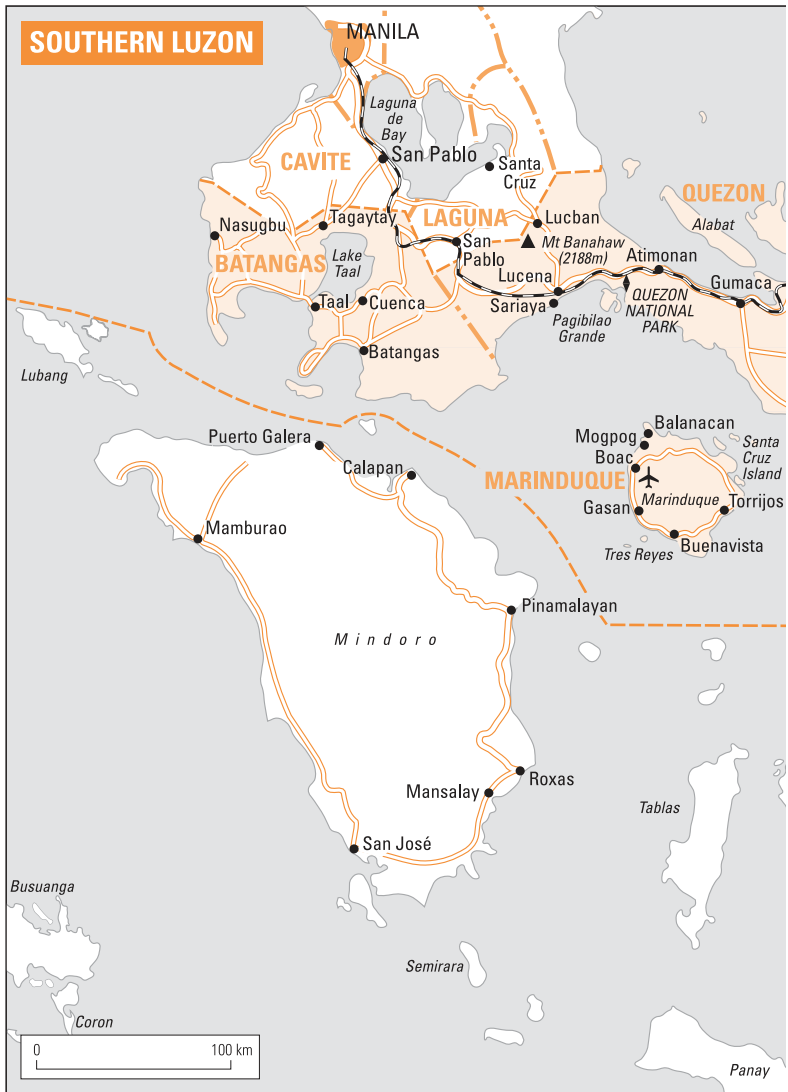 SOUTHERN LUZON
MANILA
Laguna
de
Bay
San Pablo
CAVITE
Santa
Cruz
QUEZON
Alabat
Nasugbu
Tagaytay
LAGUNA
Lucban
BATANGAS
Lake
Taal
San
Pablo
Mt Banahaw
(2188m)
Atimonan
Lucena
Gumaca
Taal
Cuenca
Sariaya
QUEZON
NATIONAL
PARK
Pagibilao
Grande
Batangas
Lubang
Puerto Galera
Calapan
Balanacan
Mogpog
Boac
Santa
Cruz
Island
MARINDUQUE
Marinduque
Gasan
Torrijos
Tres Reyes
Buenavista
Mamburao
Pinamalayan
Mindoro
Roxas
Mansalay
Tablas
San José
Busuanga
Semirara
Coron
0 100 km
Panay